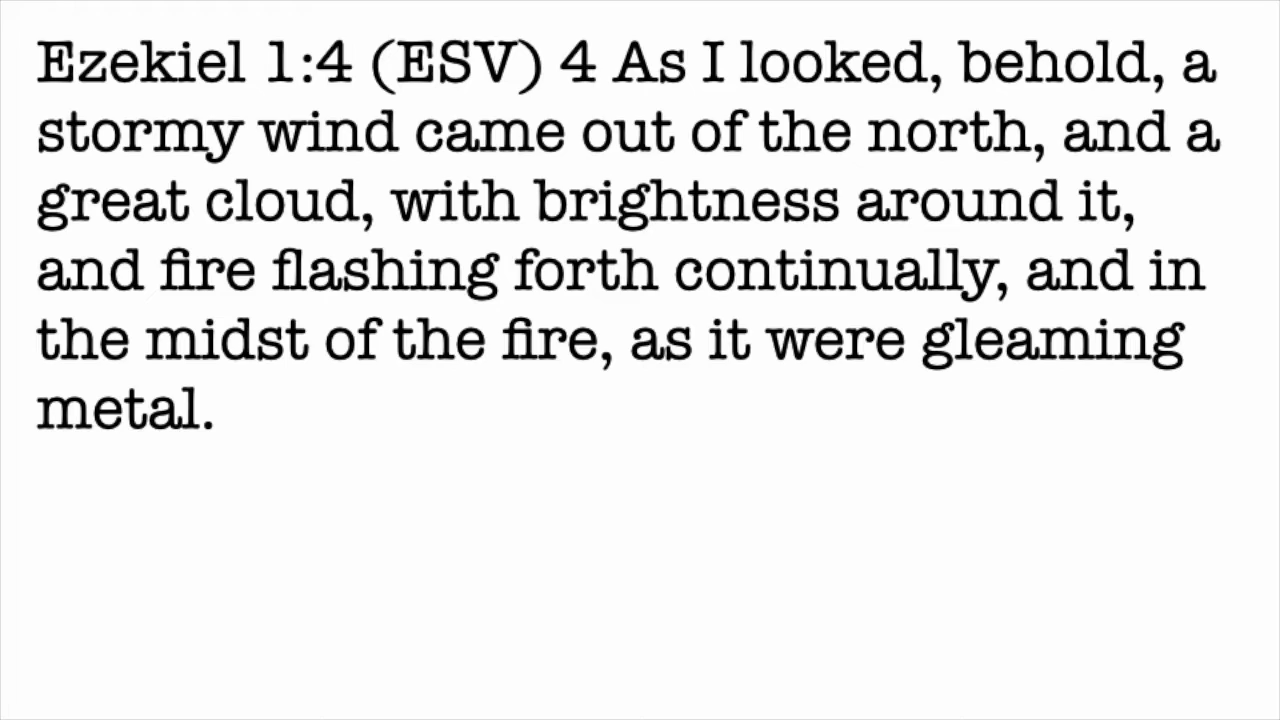 Ezekiel 1:4 (ESV) 4 As I looked, behold, a
stormy wind came out of the north, and a
great cloud, with brightness around it,
and fire flashing forth continually, and in
the midst of the fire, as it were gleaming
metal.